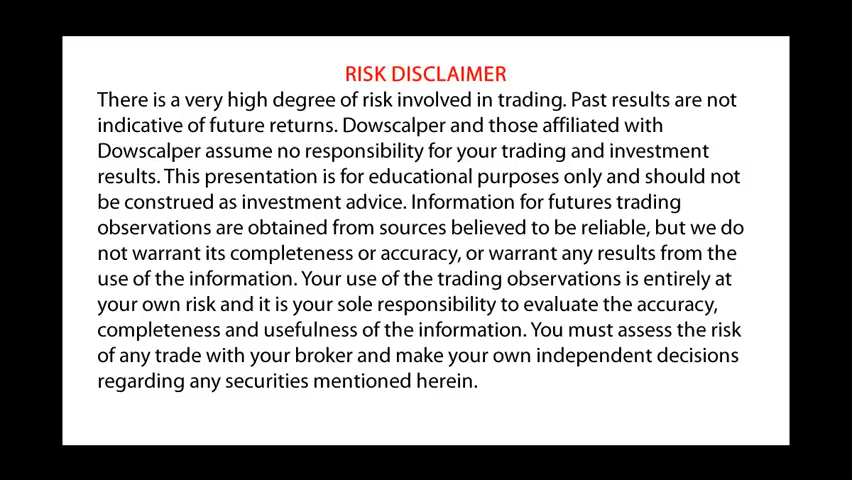 RISK DISCLAIMER
There is a very high degree of risk involved in trading. Past results are not
indicative of future returns. Dowscalper and those affiliated with
Dowscalper assume no responsibility for your trading and investment
results. This presentation is for educational purposes only and should not
be construed as investment advice. Information for futures trading
observations are obtained from sources believed to be reliable, but we do
not warrant its completeness or accuracy, or warrant any results from the
use of the information. Your use of the trading observations is entirely at
your own risk and it is your sole responsibility to evaluate the accuracy,
completeness and usefulness of the information. You must assess the risk
of any trade with your broker and make your own independent decisions
regarding any securities mentioned herein.